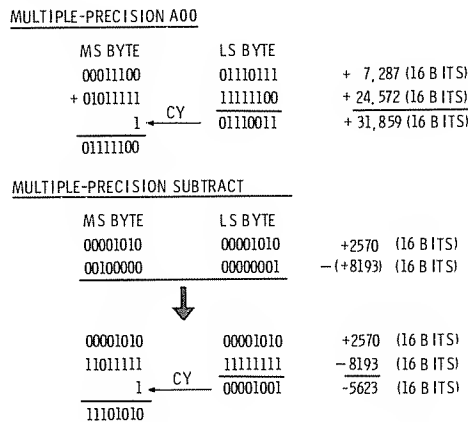 MULTIPLE-PRECISION A00
MS BYTE LS BYTE
00011100 01110111 + 7,287 (16 BITS)
+ 01011111 11111100 + 24,572 (16 BITS)
1 CY 01110011 + 31,859 (16 BITS)
01111100
MULTIPLE-PRECISION SUBTRACT
MS BYTE LS BYTE
00001010 00001010 +2570 (16 BITS)
00100000 00000001 –(+8193) (16 BITS)
00001010 00001010 +2570 (16 BITS)
11011111 11111111 –8193 (16 BITS)
1 CY 00001001 -5623 (16 BITS)
11101010